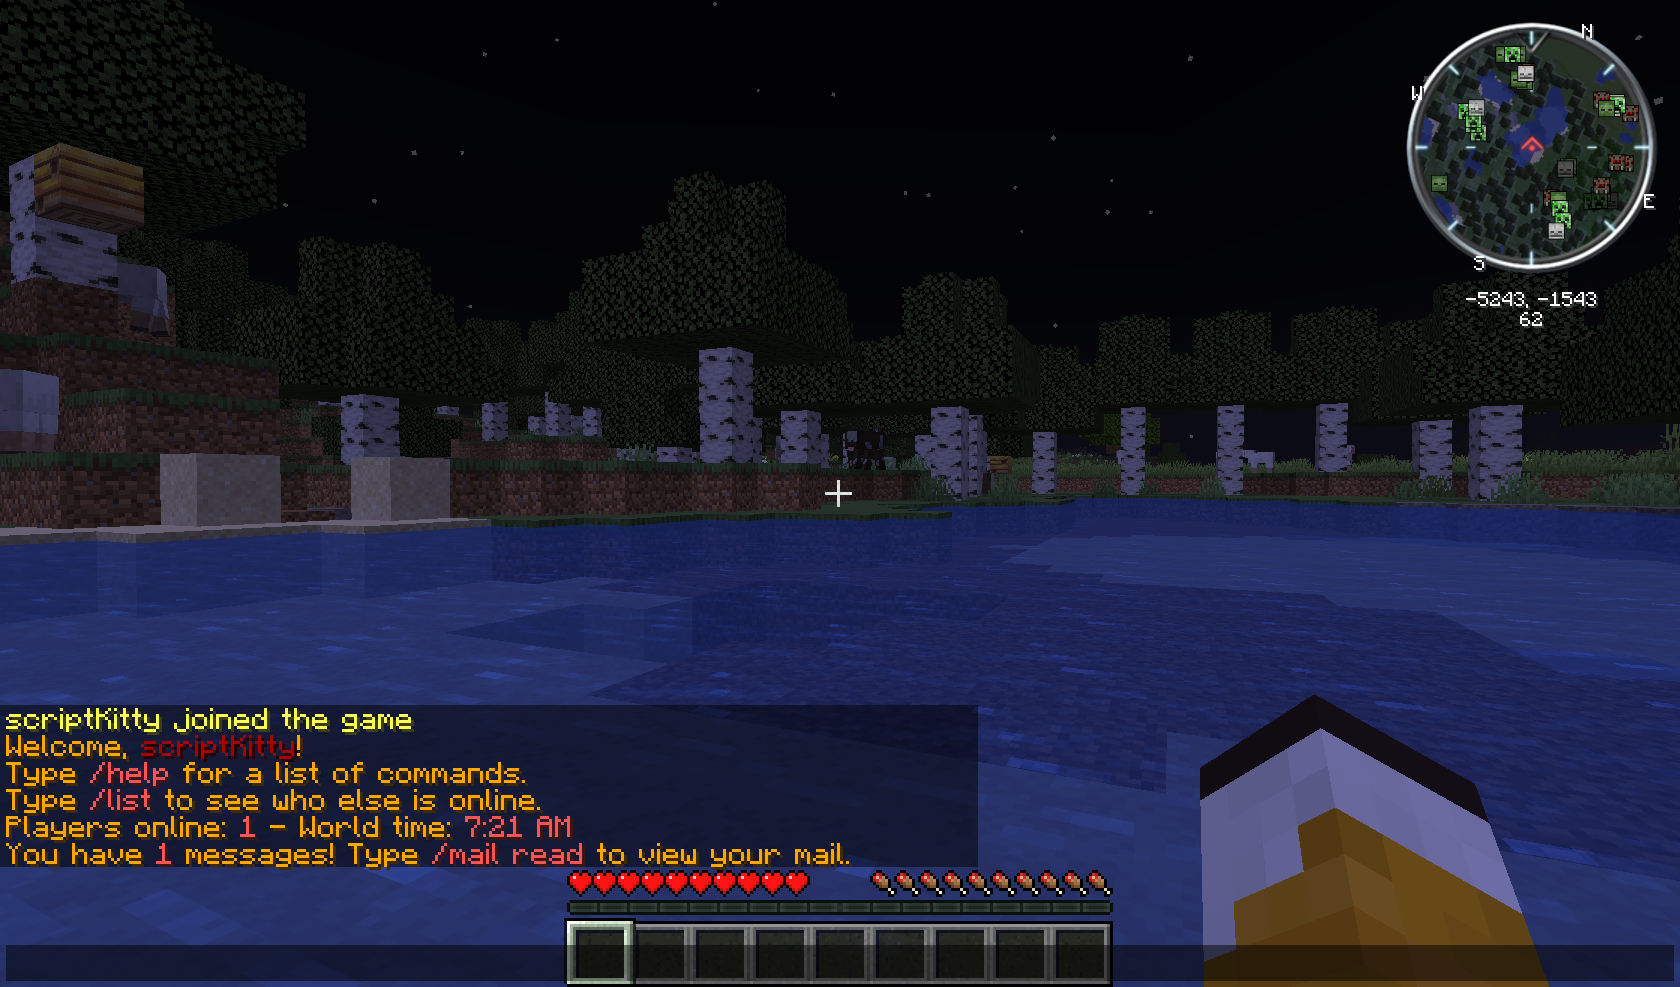 N
W
E
S
-5243, -1543
62
scriptKitty joined the game
Welcome, scriptKitty!
Type /help for a list of commands.
Type /list to see who else is online.
Players online: 1 - World time: 7:21 AM
You have 1 messages! Type /mail read to view your mail.